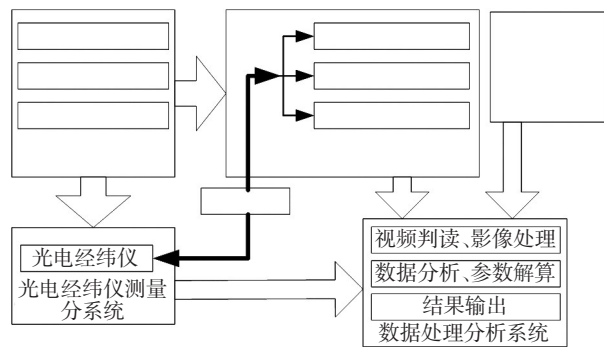 光电经纬仪
光电经纬仪测量
分系统
视频判读、影像处理
数据分析、参数解算
结果输出
数据处理分析系统